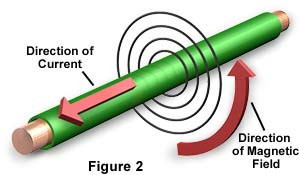 Direction of
Current
Direction
of Magnetic
Field
Figure 2